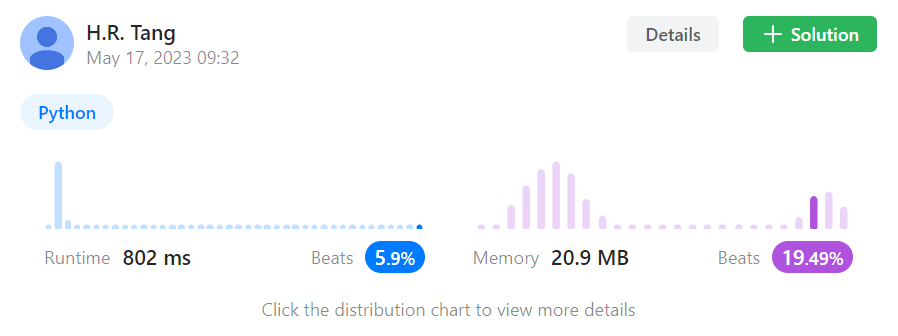 H.R. Tang
May 17, 2023 09:32
Details
Solution
Python
Runtime 802 ms Beats 5.9%
Memory 20.9 MB Beats 19.49%
Click the distribution chart to view more details